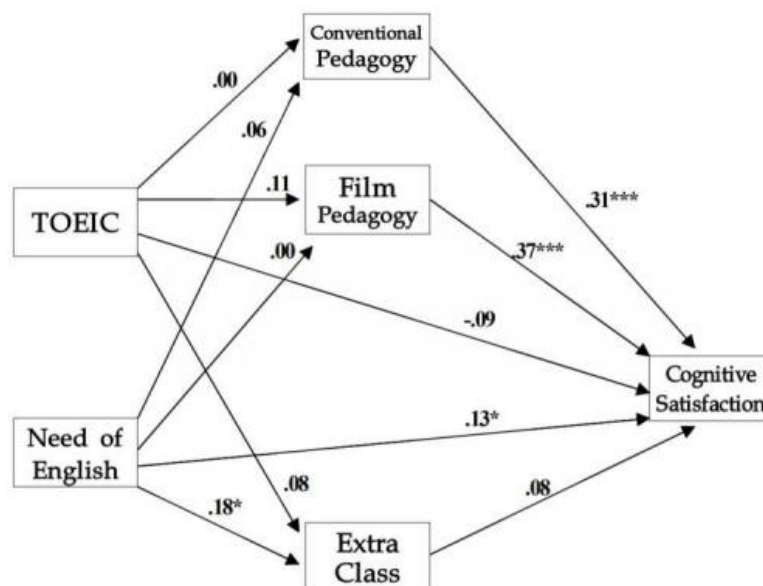 Conventional
Pedagogy
.00
.06
TOEIC
.11
Film
Pedagogy
.31***
.00
.37***
-.09
Cognitive
Satisfaction
.13*
Need of
English
.08
.08
.18*
Extra
Class